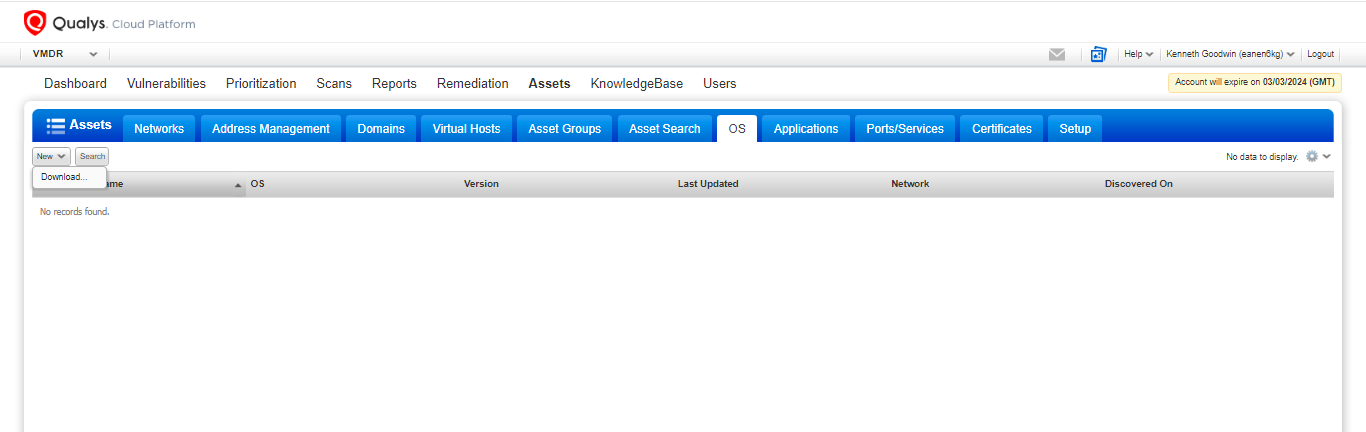 Qualys. Cloud Platform
VMDR
Help Kenneth Goodwin (eanen6kg) Logout
Dashboard Vulnerabilities Prioritization Scans Reports Remediation Assets KnowledgeBase Users
Account will expire on 03/03/2024 (GMT)
Assets Networks Address Management Domains Virtual Hosts Asset Groups Asset Search OS Applications Ports/Services Certificates Setup
New Search No data to display.
Download...
ame OS Version Last Updated Network Discovered On
No records found.